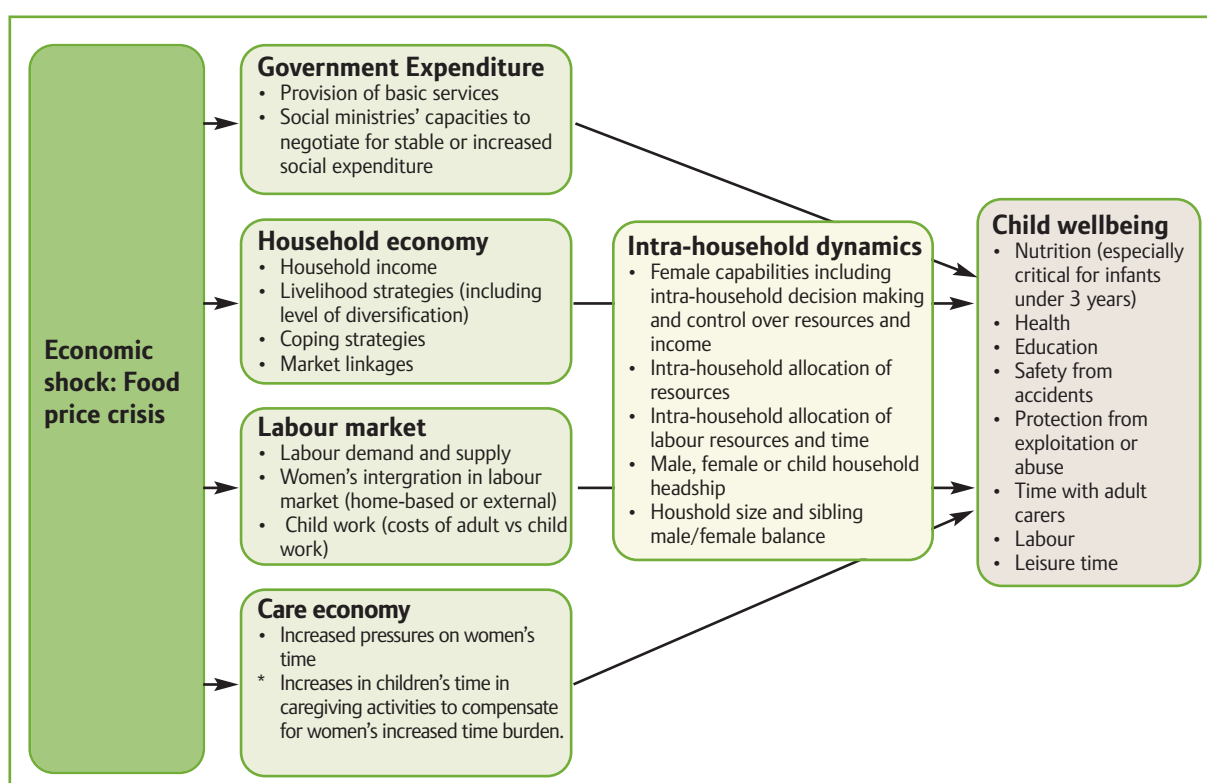 Economic
shock: Food
price crisis
Government Expenditure
• Provision of basic services
• Social ministries’ capacities to
negotiate for stable or increased
social expenditure
Household economy
• Household income
• Livelihood strategies (including
level of diversification)
• Coping strategies
• Market linkages
Labour market
• Labour demand and supply
• Women’s intergration in labour
market (home-based or external)
• Child work (costs of adult vs child
work)
Care economy
• Increased pressures on women’s
time
* Increases in children’s time in
caregiving activities to compensate
for women’s increased time burden.
Intra-household dynamics
• Female capabilities including
intra-household decision making
and control over resources and
income
• Intra-household allocation of
resources
• Intra-household allocation of
labour resources and time
• Male, female or child household
headship
• Houshold size and sibling
male/female balance
Child wellbeing
• Nutrition (especially
critical for infants
under 3 years)
• Health
• Education
• Safety from
accidents
• Protection from
exploitation or
abuse
• Time with adult
carers
• Labour
• Leisure time